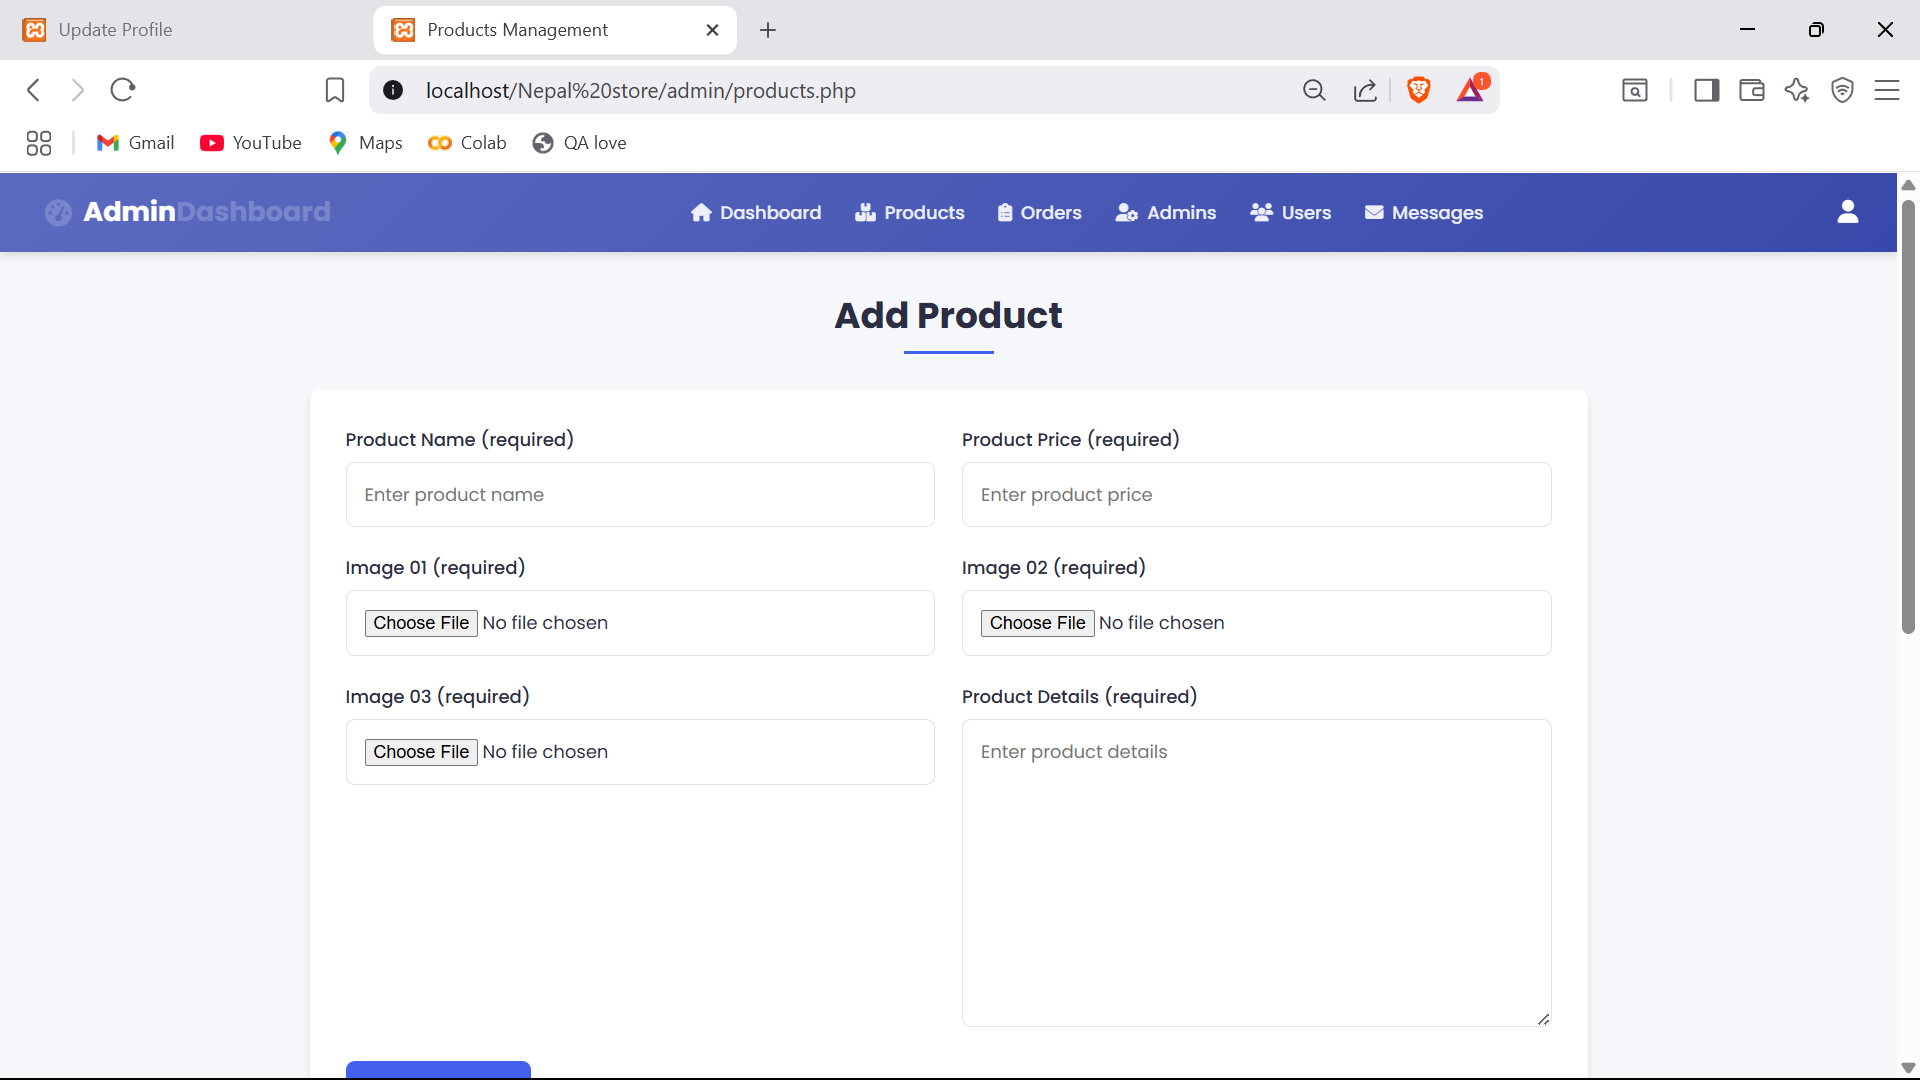 Update Profile
Products Management
localhost/Nepal%20store/admin/products.php
1
Gmail
YouTube
Maps
Colab
QA love
AdminDashboard
Dashboard
Products
Orders
Admins
Users
Messages
Add Product
Product Name (required)
Product Price (required)
Enter product name
Enter product price
Image 01 (required)
Image 02 (required)
Choose File No file chosen
Choose File No file chosen
Image 03 (required)
Product Details (required)
Choose File No file chosen
Enter product details